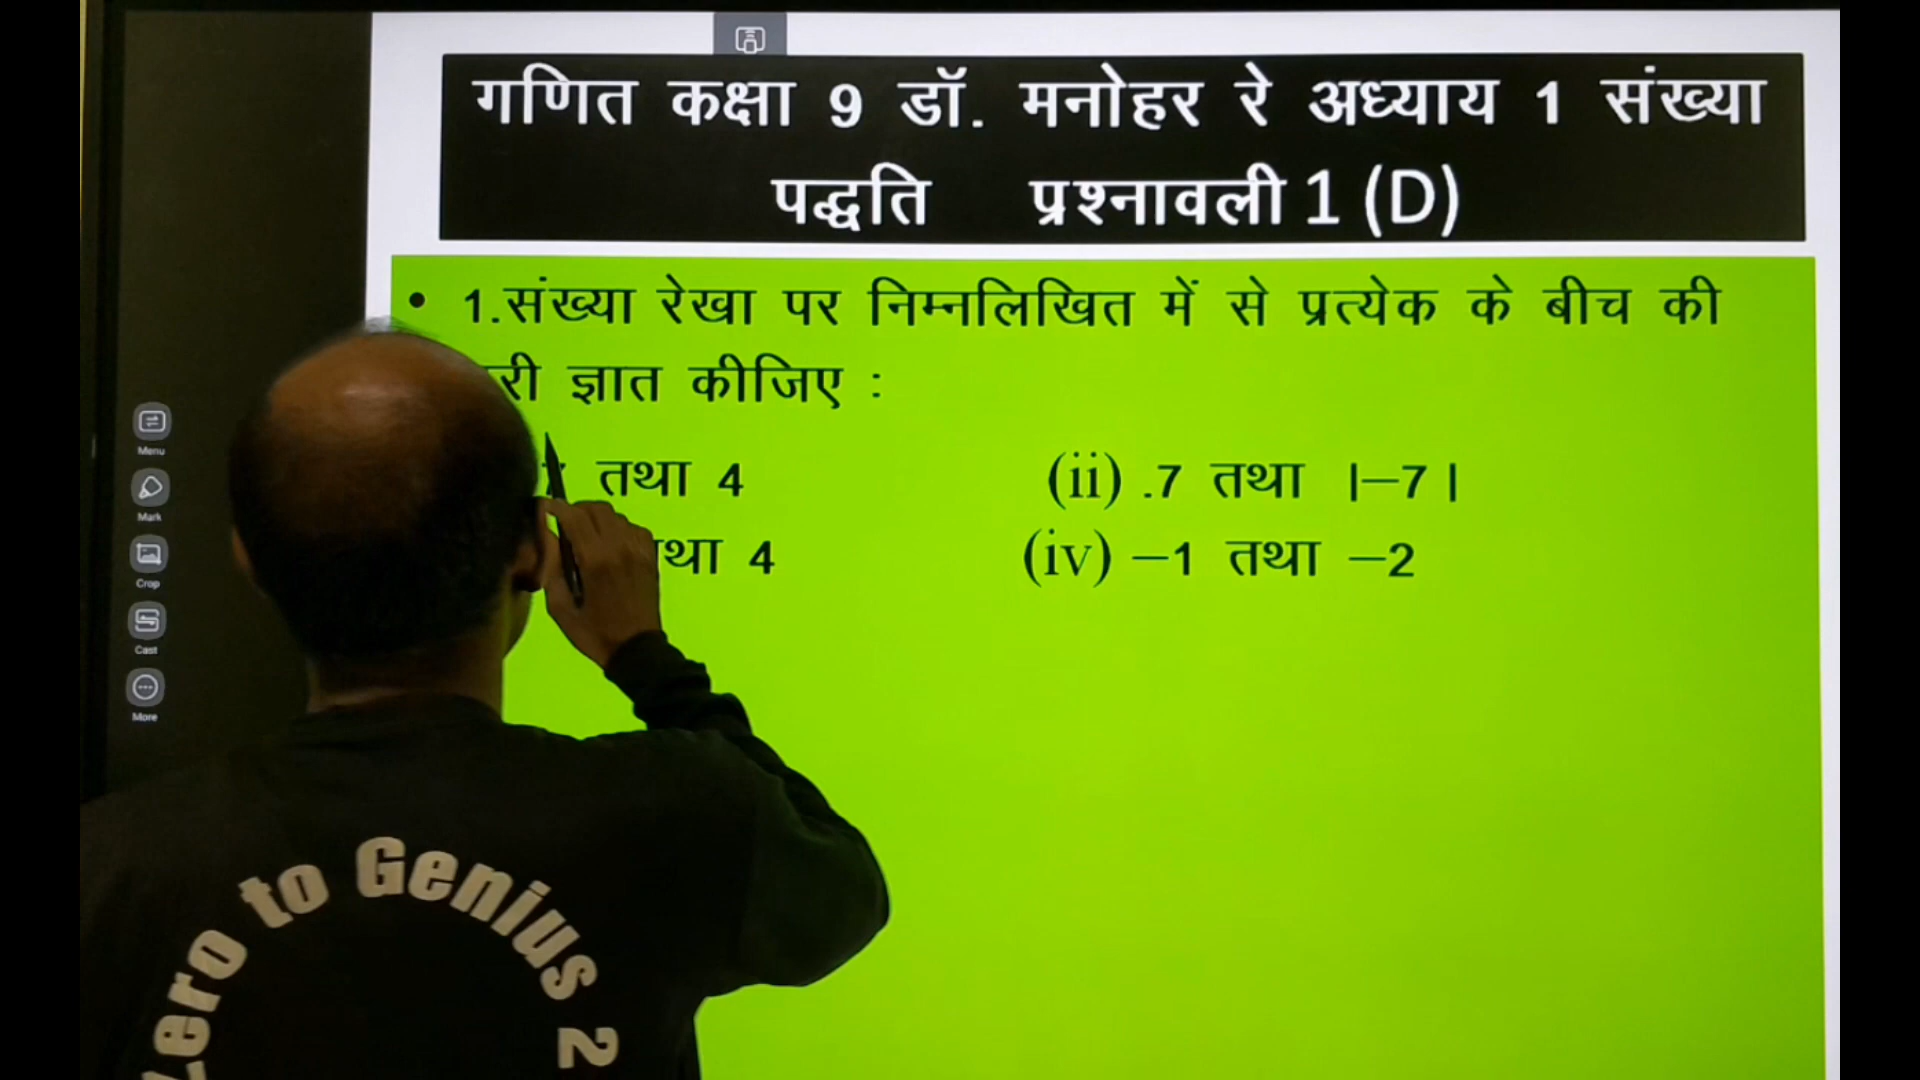 गणित कक्षा 9 डॉ. मनोहर रे अध्याय 1 संख्या
पद्धति प्रश्नावली 1 (D)
• 1.संख्या रेखा पर निम्नलिखित में से प्रत्येक के बीच की
ज्ञात कीजिए :
तथा 4 (ii) .7 तथा |−7|
4 (iv) −1 तथा −2
Menu
Mark
Crop
Cast
More
to Genius 2